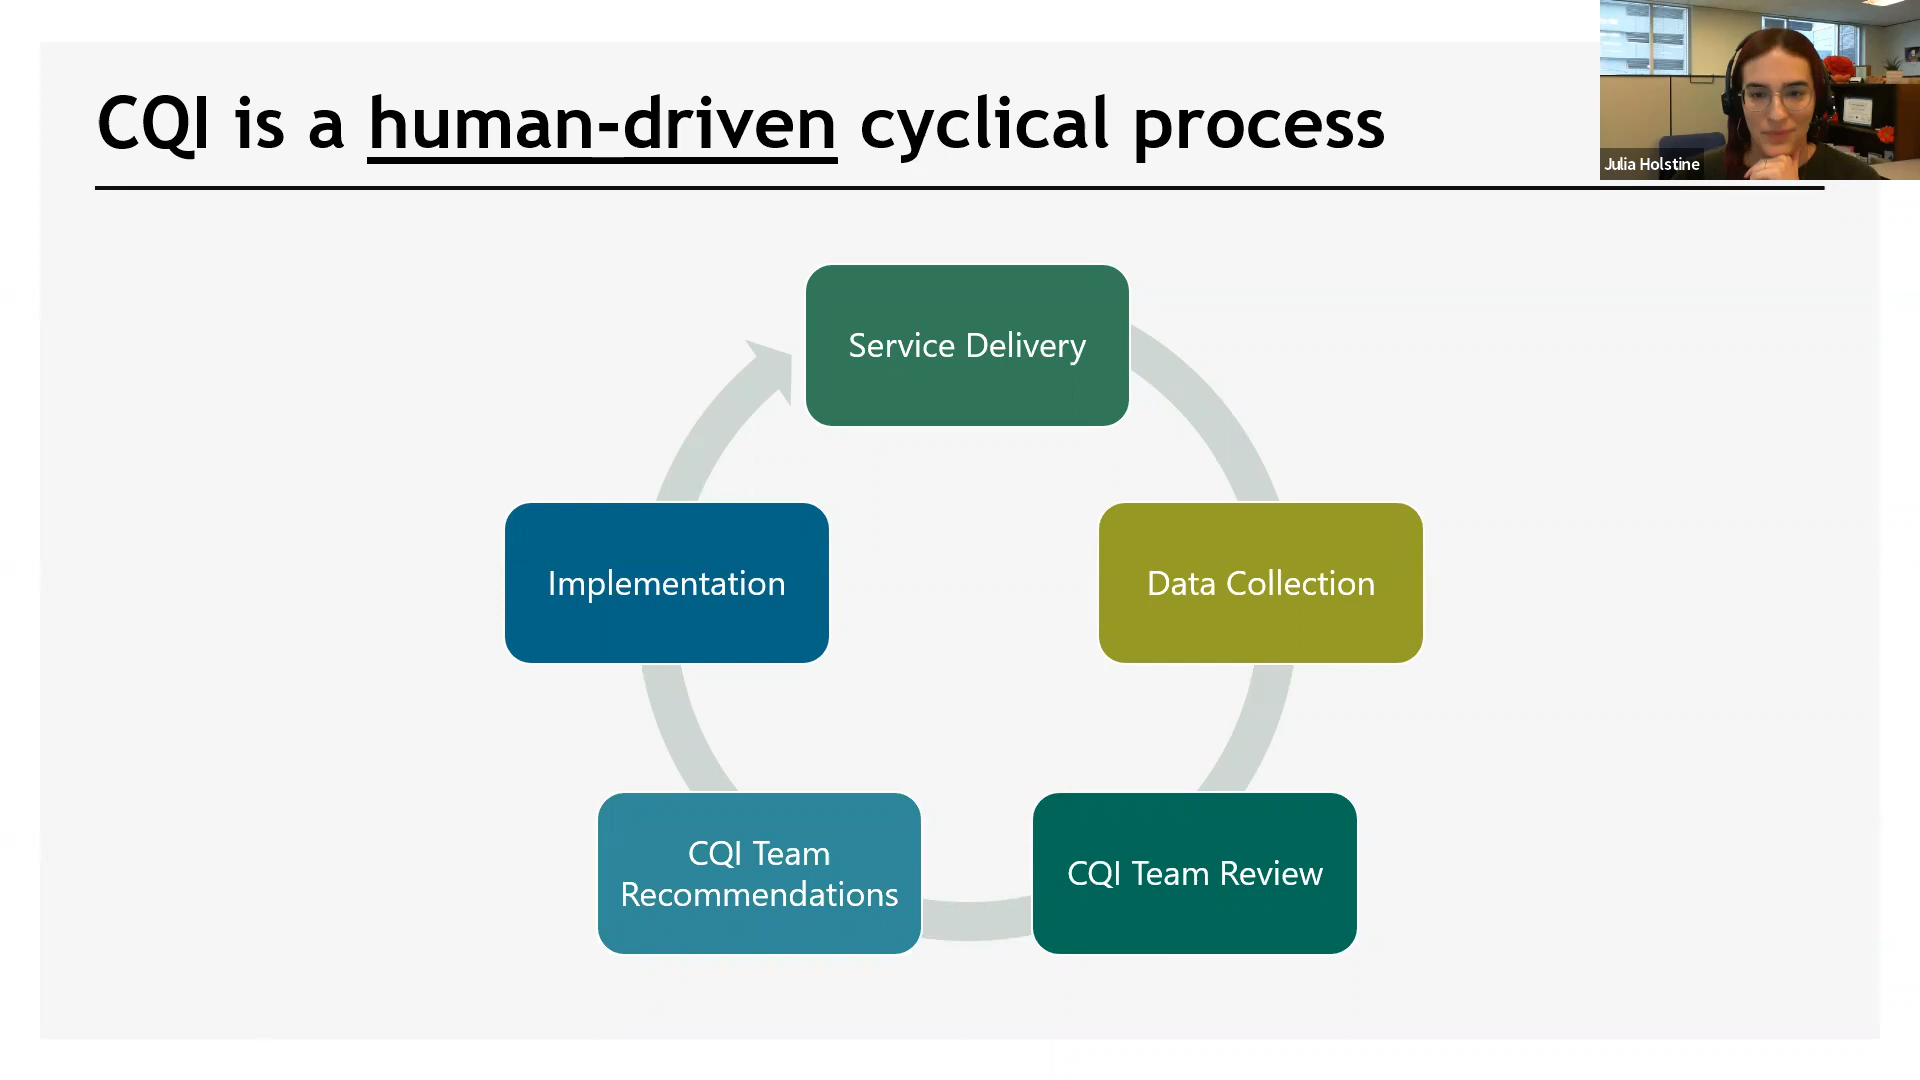 CQI is a human-driven cyclical process
Julia Holstine
Service Delivery
Implementation
Data Collection
CQI Team
Recommendations
CQI Team Review